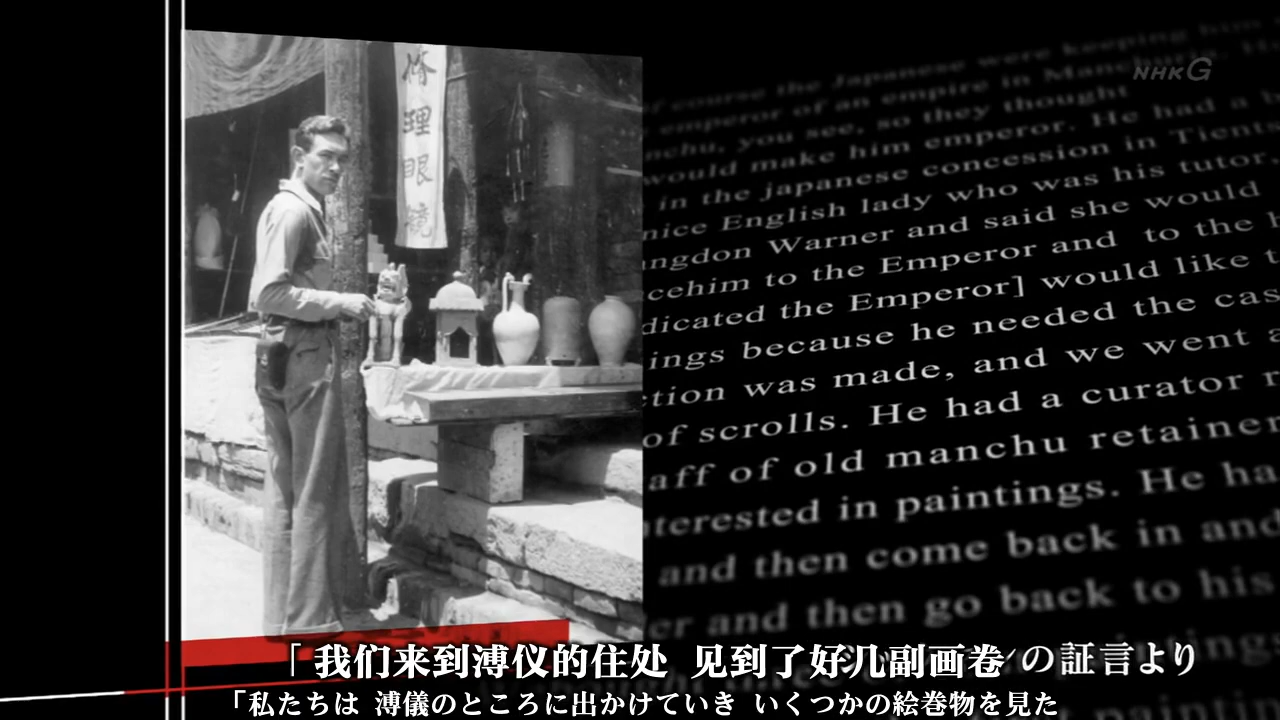 修理眼镜
NHK G
of course the Japanese were keeping him
emperor of an empire in Manchuria. H
nchu, you see, so they thought
would make him emperor. He had a b
in the japanese concession in Tients
nice English lady who was his tutor.
angdon Warner and said she would
cehim to the Emperor and to the
dicated the Emperor] would like t
ings because he needed the cas
ction was made, and we went a
of scrolls. He had a curator
aff of old manchu retainer
nterested in paintings. He ha
and then come back in and
er and then go back to his
paintings
「我们来到溥仪的住处 见到了好几副画卷 の証言より
「私たちは 溥儀のところに出かけていき いくつかの絵巻物を見た